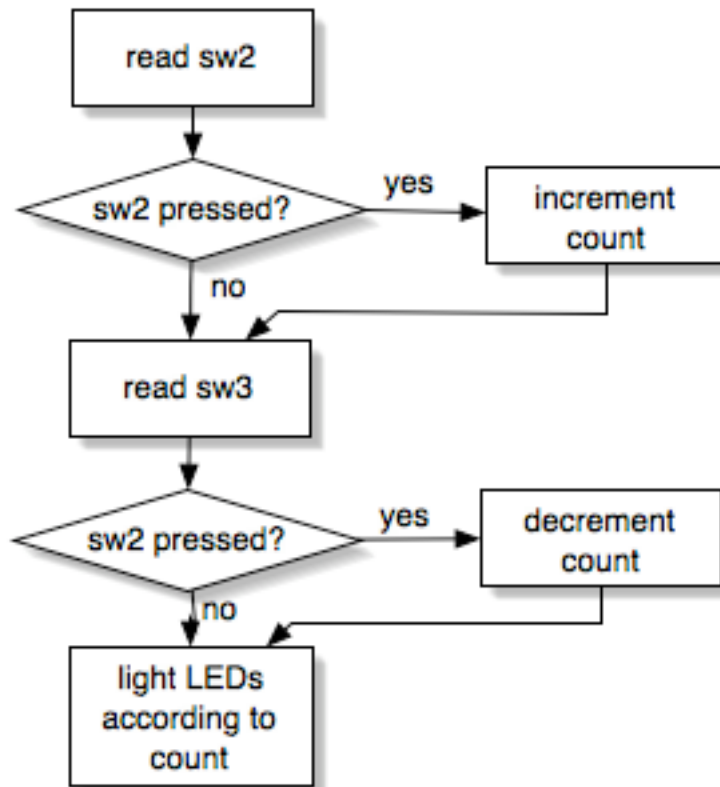 read sw2
sw2 pressed?
yes
increment
count
no
read sw3
sw2 pressed?
yes
decrement
count
no
light LEDs
according to
count